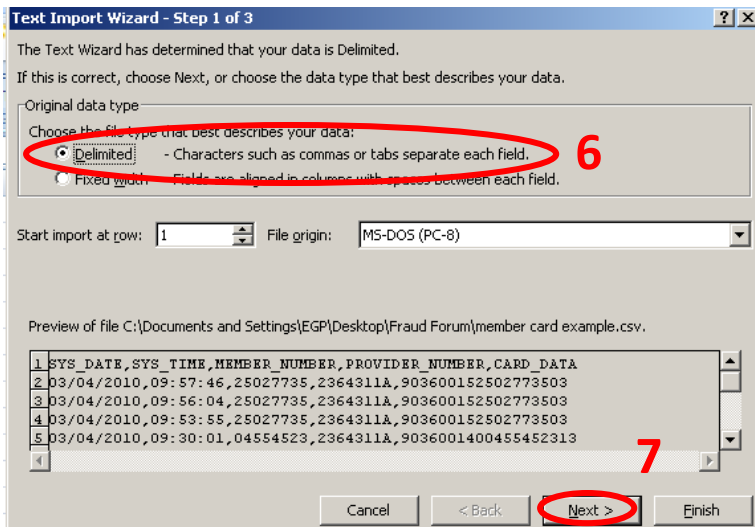 Text Import Wizard - Step 1 of 3
The Text Wizard has determined that your data is Delimited.
If this is correct, choose Next, or choose the data type that best describes your data.
Original data type
Choose the file type that best describes your data:
Delimited - Characters such as commas or tabs separate each field.
6
Fixed width - Fields are aligned in columns with spaces between each field.
Start import at row: 1 File origin: MS-DOS (PC-8)
Preview of file C:\Documents and Settings\EGP\Desktop\Fraud Forum\member card example.csv.
1 SYS_DATE,SYS_TIME,MEMBER_NUMBER,PROVIDER_NUMBER,CARD_DATA
2 03/04/2010,09:57:46,25027735,2364311A,903600152502773503
3 03/04/2010,09:56:04,25027735,2364311A,903600152502773503
4 03/04/2010,09:53:55,25027735,2364311A,903600152502773503
5 03/04/2010,09:30:01,04554523,2364311A,9036001400455452313
7
Cancel < Back Next > Finish